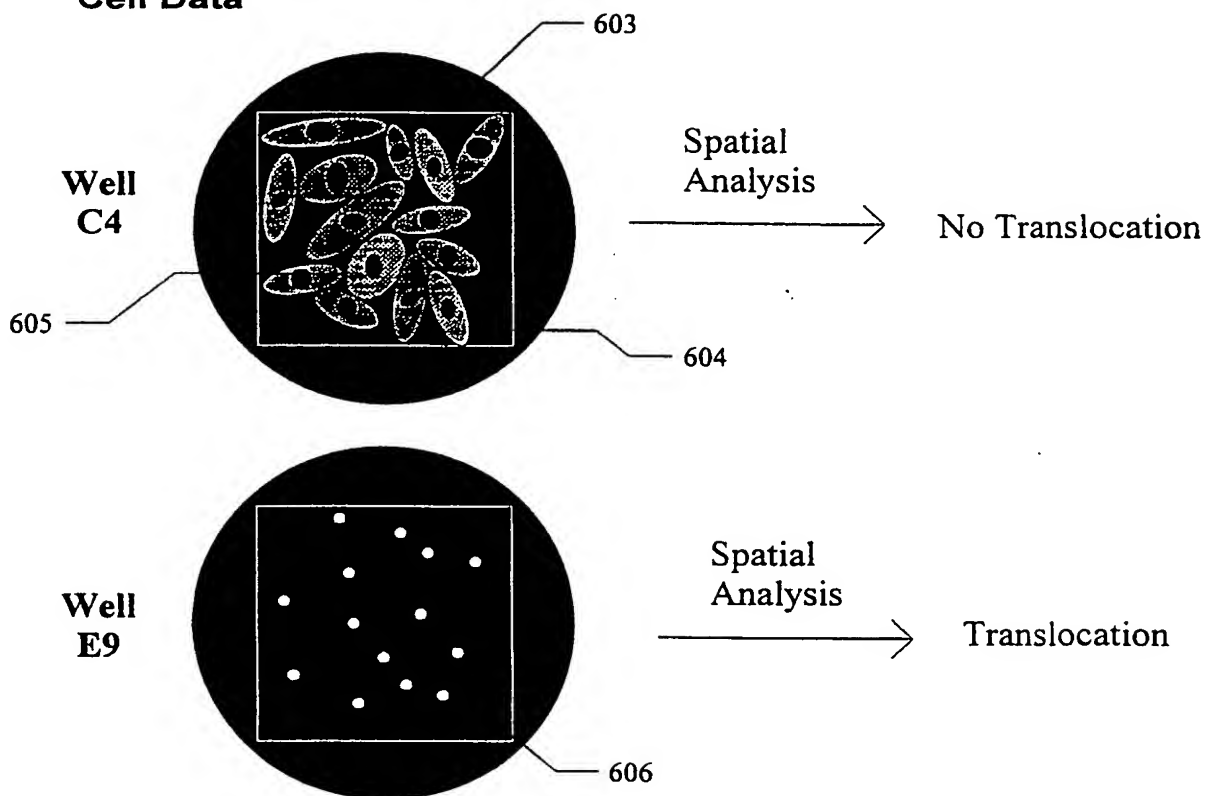 Cell Data
603
Well
C4
Spatial
Analysis
No Translocation
605
604
Well
E9
Spatial
Analysis
Translocation
606